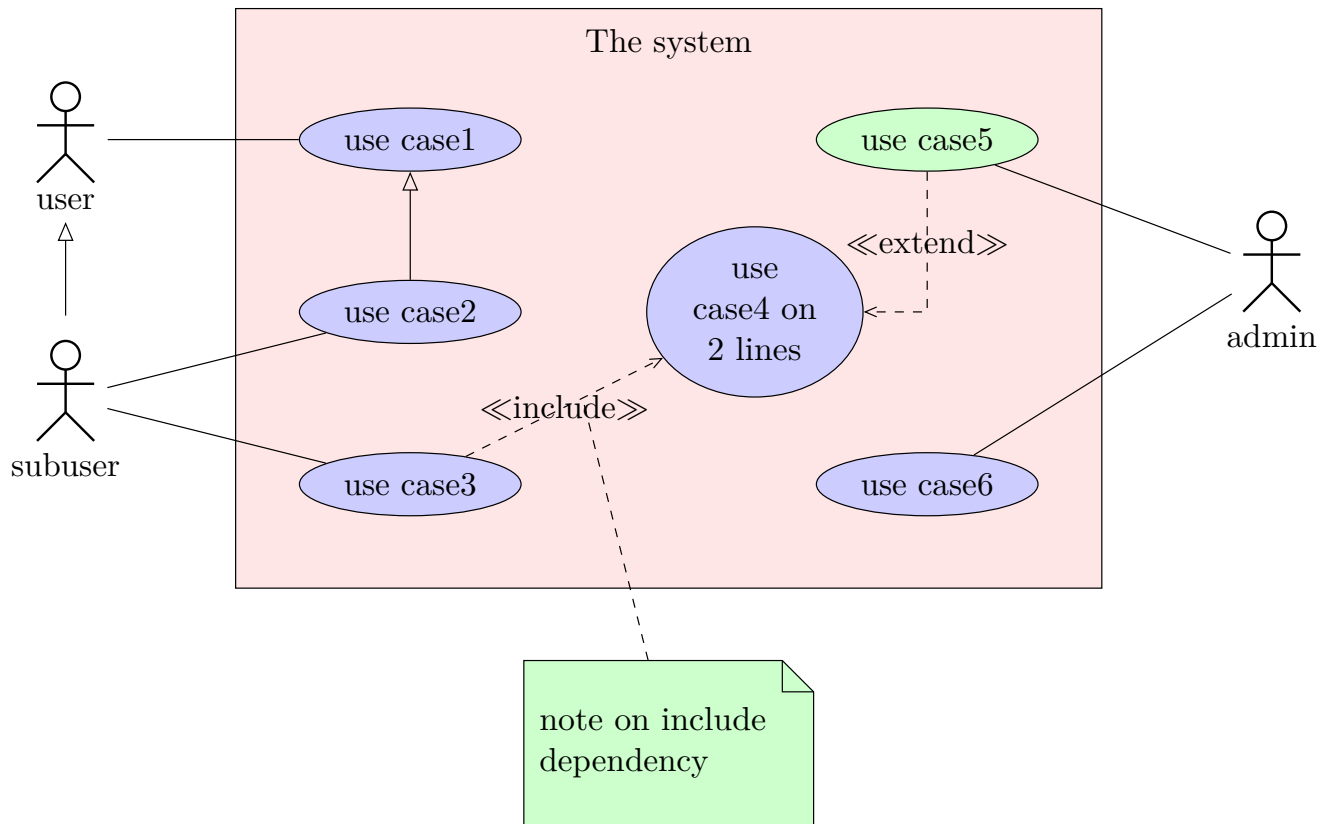 The system
user
use case1
use case5
≪extend≫
use
case4 on
2 lines
use case2
admin
subuser
≪include≫
use case3
use case6
note on include
dependency